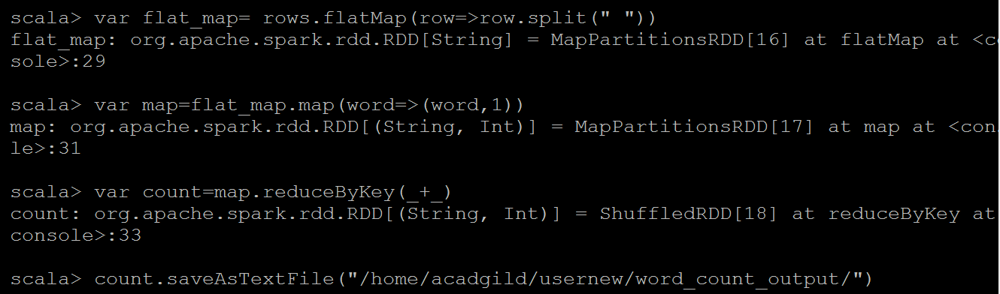 scala> var flat_map= rows.flatMap(row=>row.split(" "))
flat_map: org.apache.spark.rdd.RDD[String] = MapPartitionsRDD[16] at flatMap at <co
sole>:29
scala> var map=flat_map.map(word=>(word,1))
map: org.apache.spark.rdd.RDD[(String, Int)] = MapPartitionsRDD[17] at map at <con
le>:31
scala> var count=map.reduceByKey(_+_)
count: org.apache.spark.rdd.RDD[(String, Int)] = ShuffledRDD[18] at reduceByKey at
console>:33
scala> count.saveAsTextFile("/home/acadgild/usernew/word_count_output/")